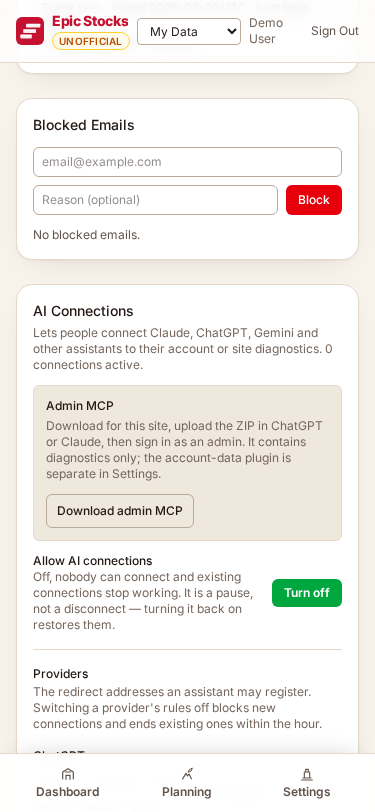 Epic Stocks
UNOFFICIAL
My Data
Demo User
Sign Out
Blocked Emails
email@example.com
Reason (optional)
Block
No blocked emails.
AI Connections
Lets people connect Claude, ChatGPT, Gemini and
other assistants to their account or site diagnostics. 0
connections active.
Admin MCP
Download for this site, upload the ZIP in ChatGPT
or Claude, then sign in as an admin. It contains
diagnostics only; the account-data plugin is
separate in Settings.
Download admin MCP
Allow AI connections
Off, nobody can connect and existing
connections stop working. It is a pause,
not a disconnect — turning it back on
restores them.
Turn off
Providers
The redirect addresses an assistant may register.
Switching a provider's rules off blocks new
connections and ends existing ones within the hour.
ChatGPT
Dashboard
Planning
Settings